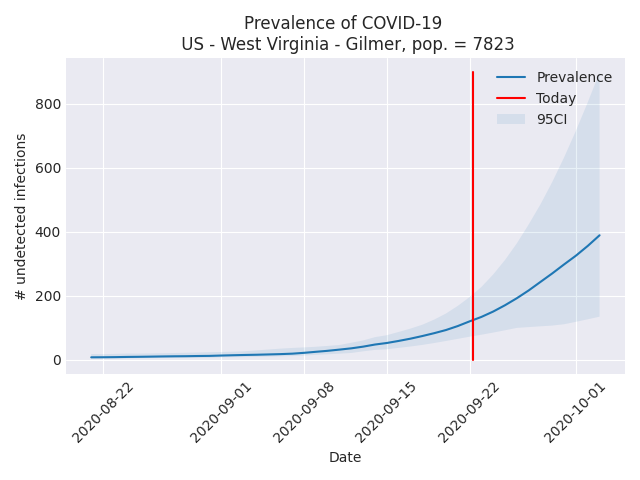 Prevalence of COVID-19
US - West Virginia - Gilmer, pop. = 7823
Prevalence
Today
95CI
# undetected infections
800
600
400
200
0
2020-08-22
2020-09-01
2020-09-08
2020-09-15
2020-09-22
2020-10-01
Date